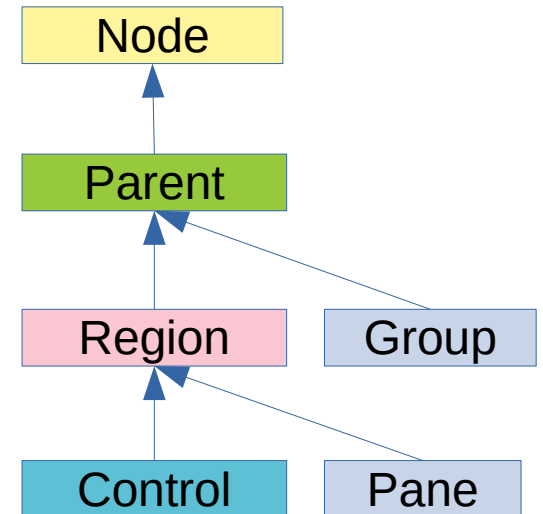 Node
Parent
Region
Group
Control
Pane